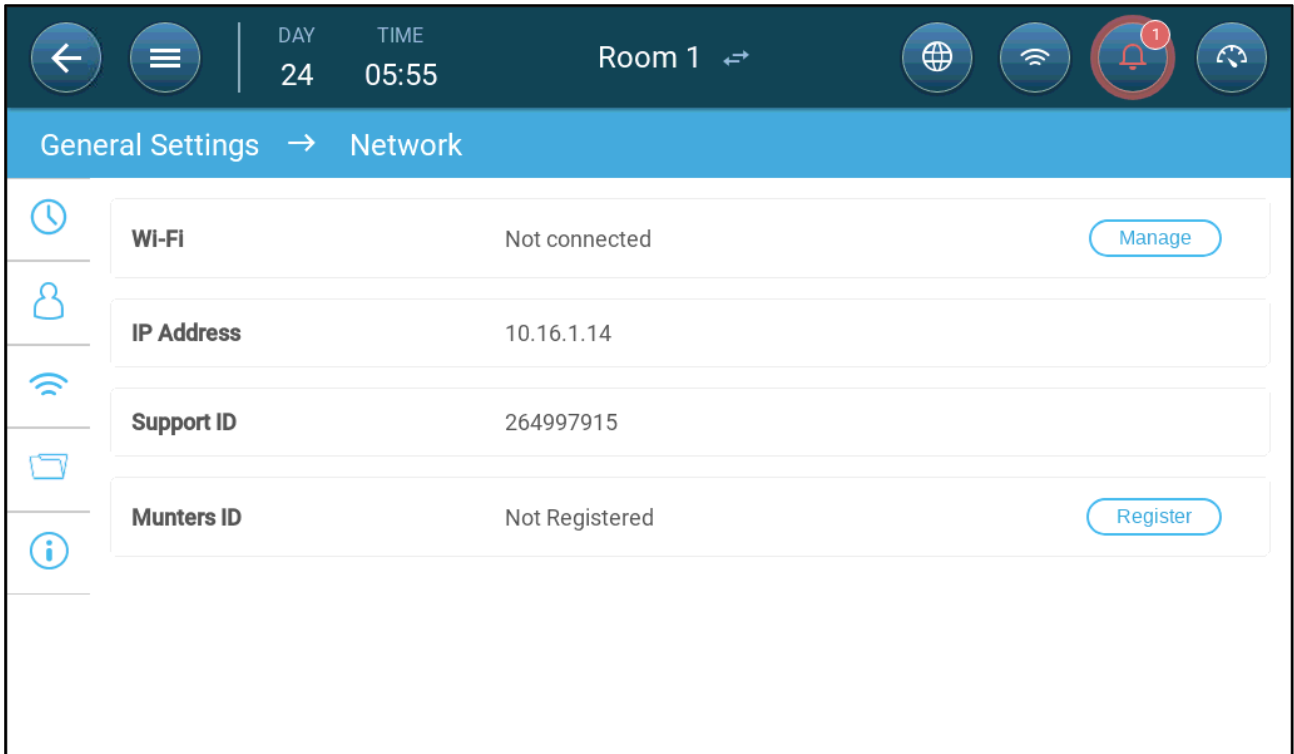 DAY TIME
24 05:55
Room 1
1
General Settings → Network
Wi-Fi Not connected Manage
IP Address 10.16.1.14
Support ID 264997915
Munters ID Not Registered Register